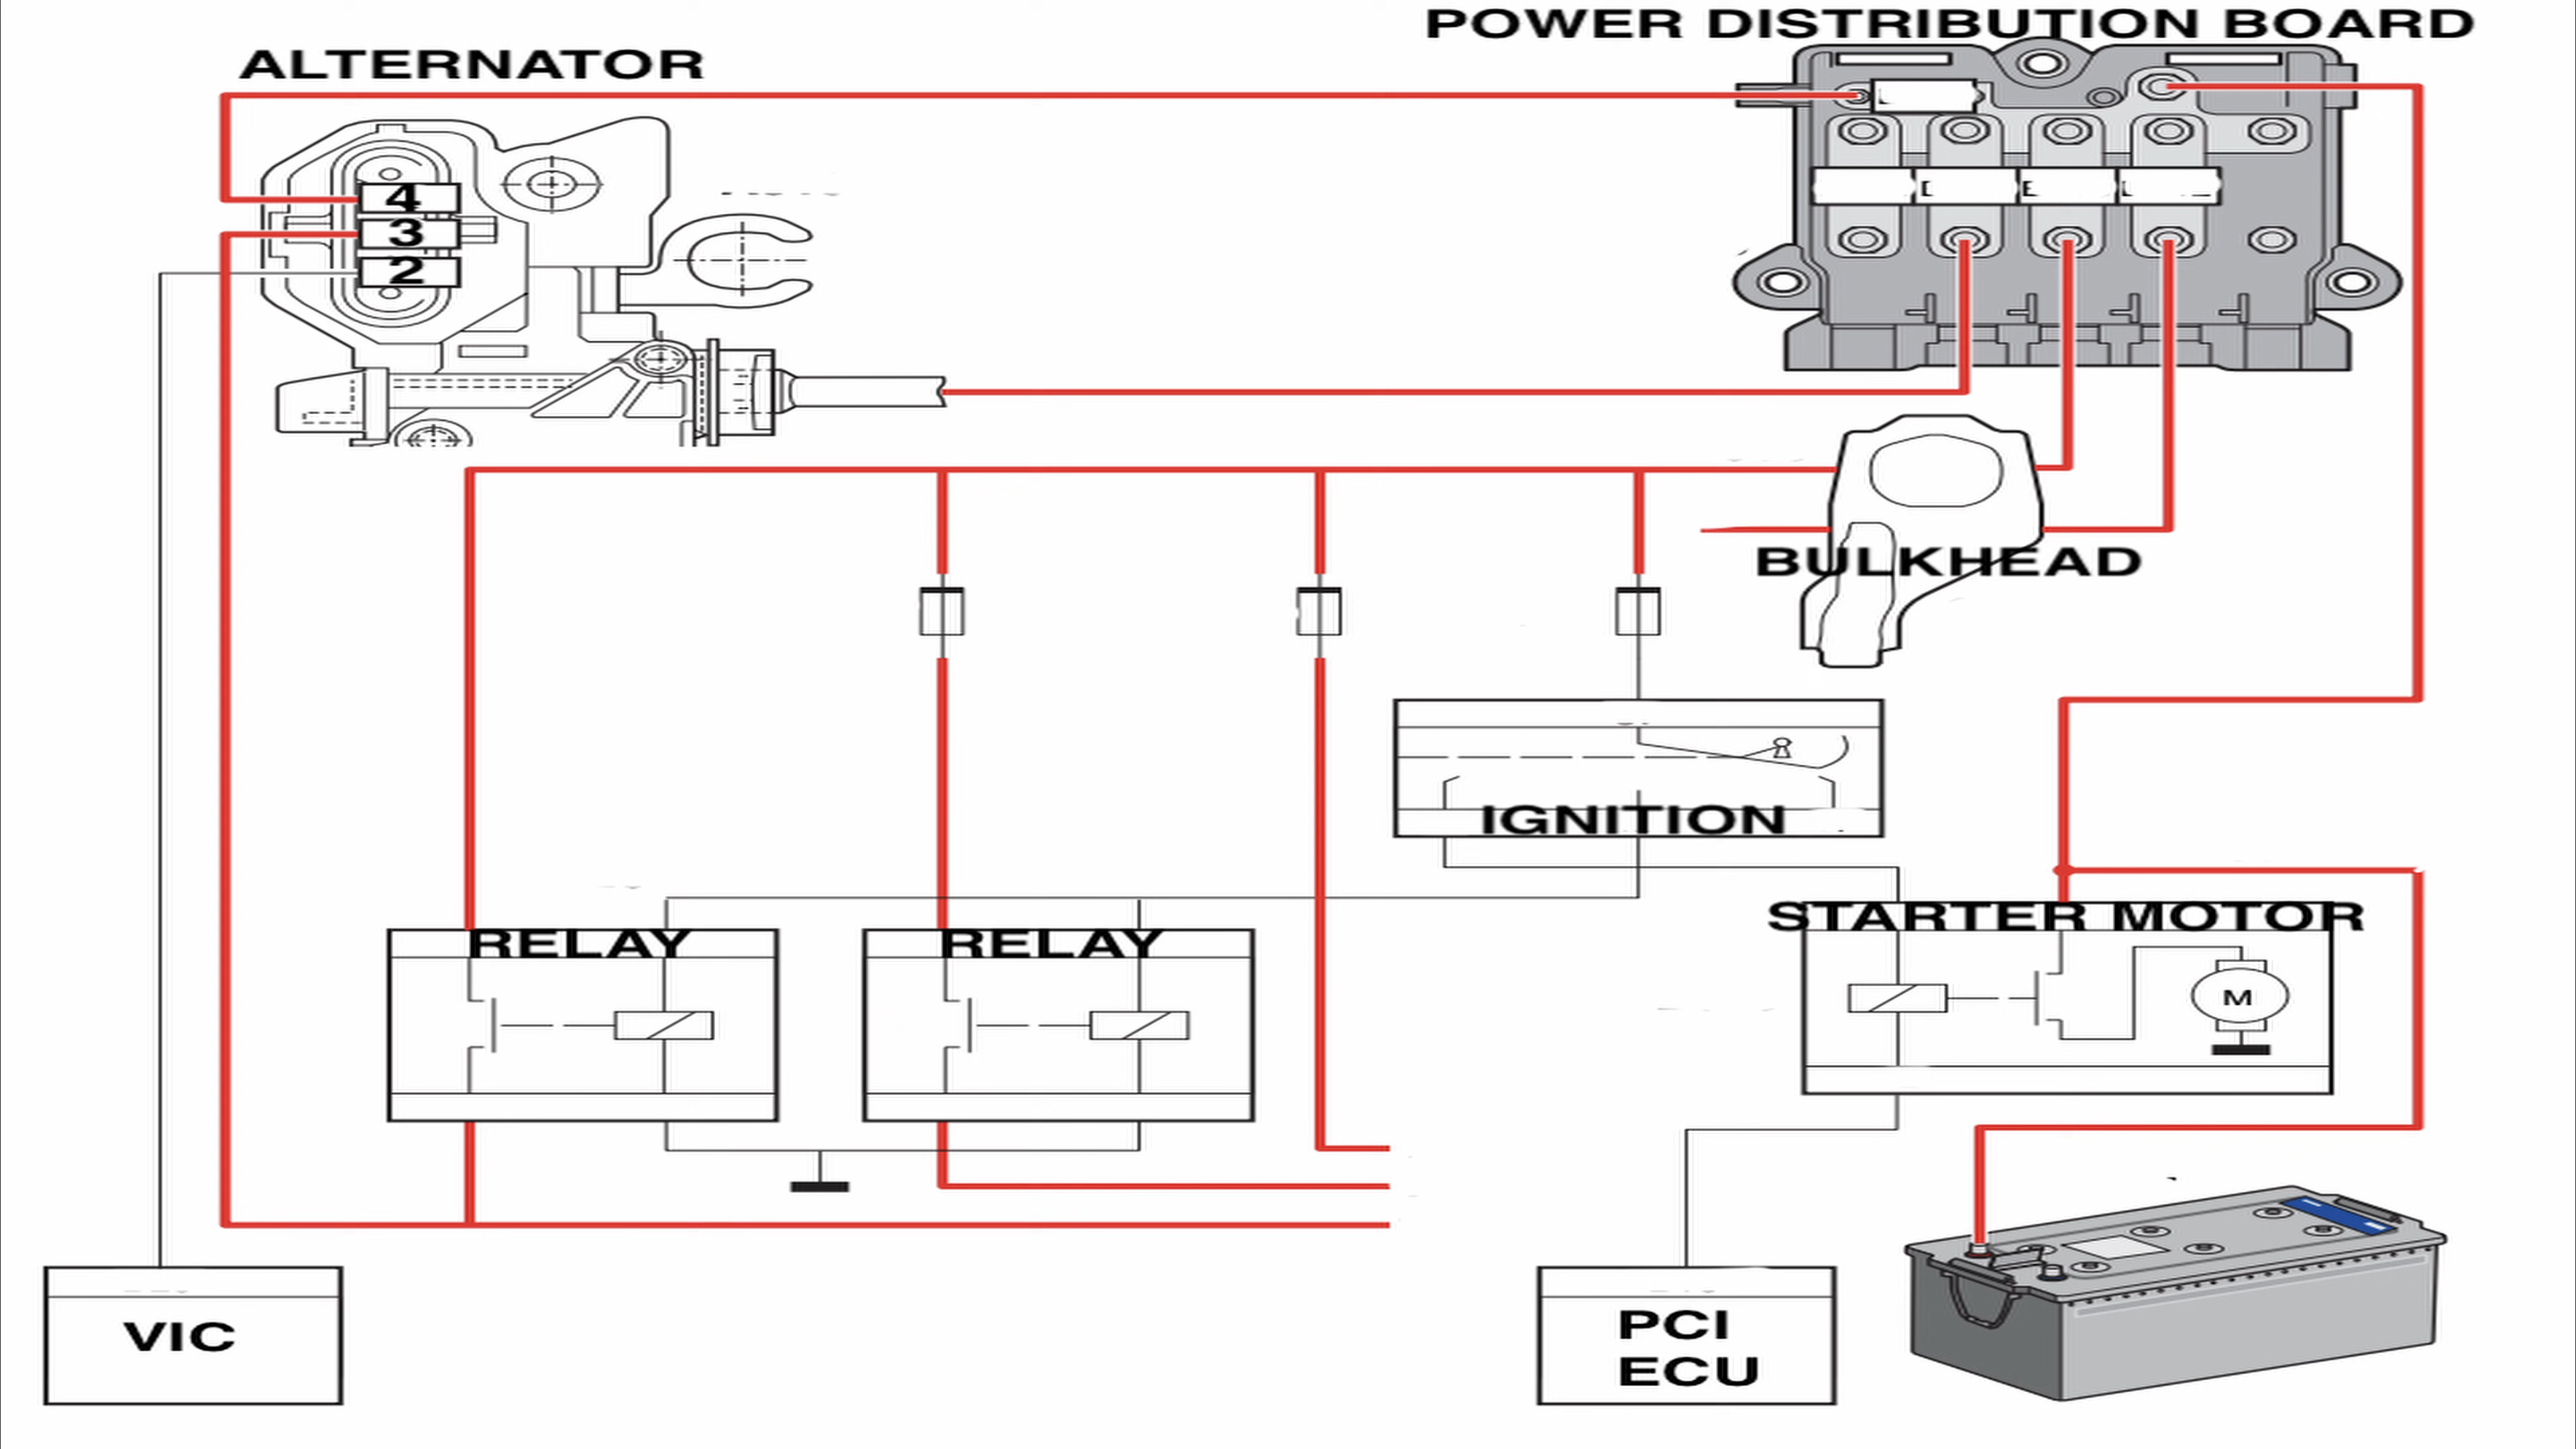 POWER DISTRIBUTION BOARD
ALTERNATOR
4
3
2
BULKHEAD
IGNITION
STARTER MOTOR
RELAY
RELAY
M
VIC
PCI
ECU